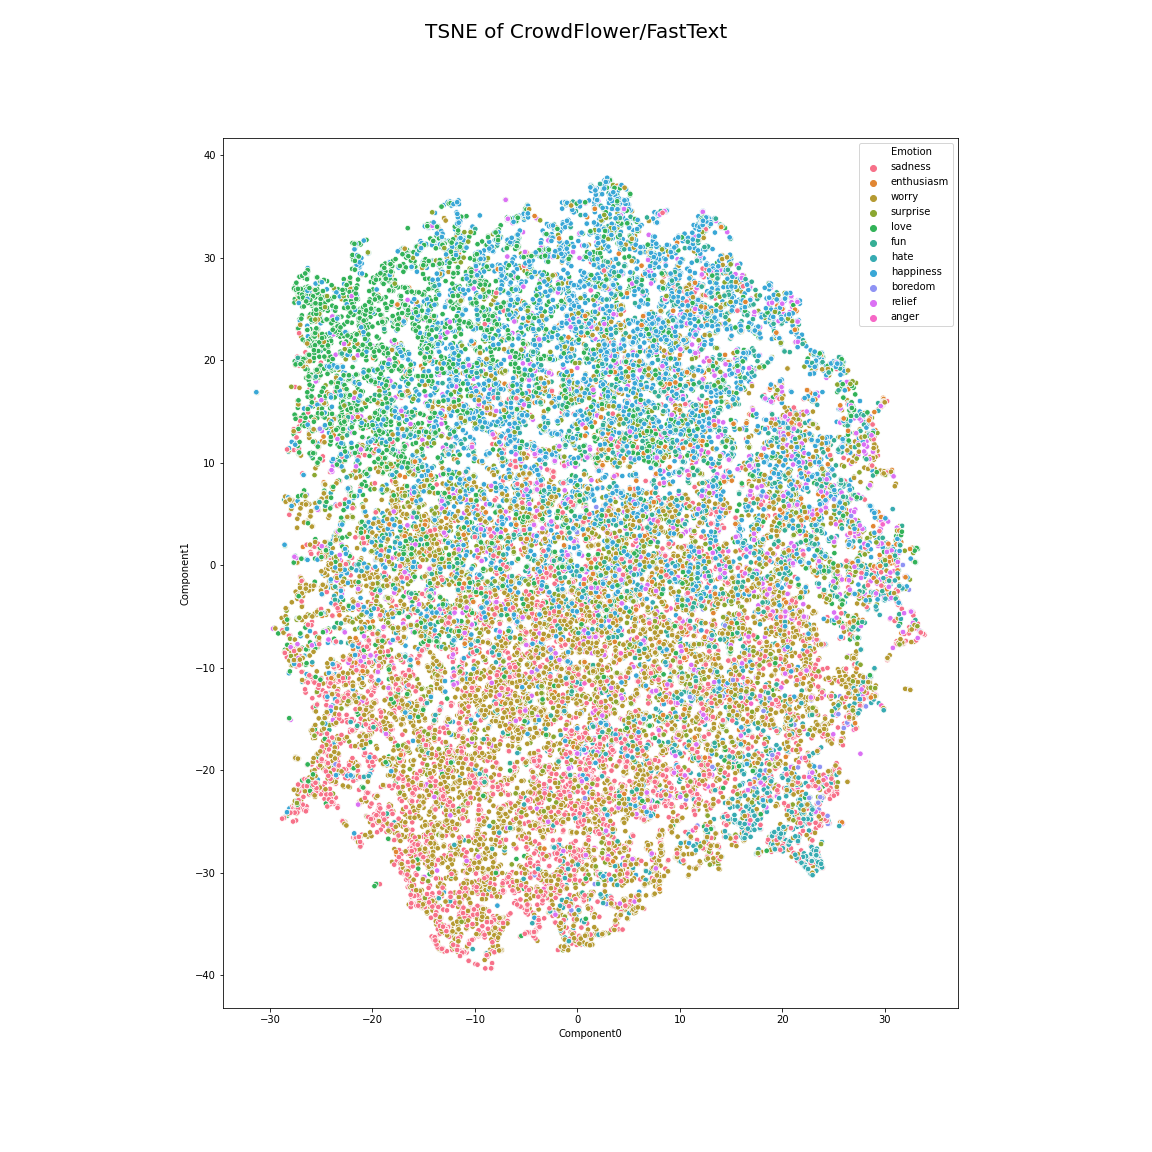 TSNE of CrowdFlower/FastText
Emotion
sadness
enthusiasm
worry
surprise
love
fun
hate
happiness
boredom
relief
anger
40
30
20
10
0
−10
−20
−30
−40
Component1
−30 −20 −10 0 10 20 30
Component0